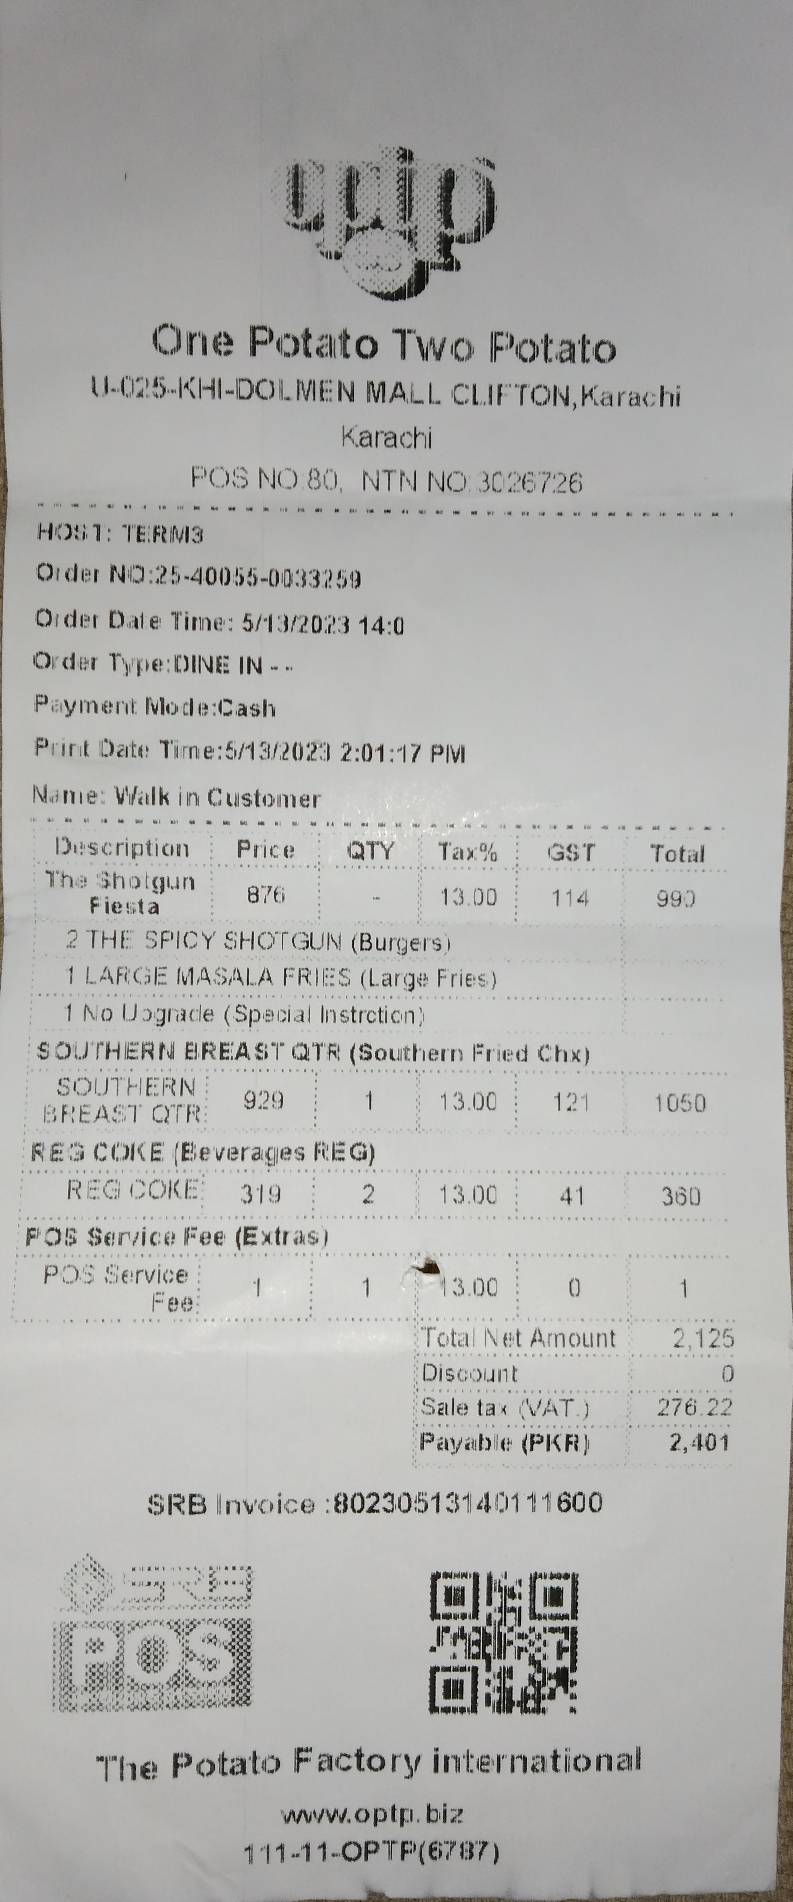 optp
One Potato Two Potato
U-025-KHI-DOLMEN MALL CLIFTON,Karachi
Karachi
POS NO:80, NTN NO:3026726
HOST: TERM3
Order NO:25-40055-0033259
Order Date Time: 5/13/2023 14:0
Order Type:DINE IN - -
Payment Mode:Cash
Print Date Time:5/13/2023 2:01:17 PM
Name: Walk in Customer
Description Price QTY Tax% GST Total
The Shotgun Fiesta 876 - 13.00 114 990
2 THE SPICY SHOTGUN (Burgers)
1 LARGE MASALA FRIES (Large Fries)
1 No Upgrade (Special Instrction)
SOUTHERN BREAST QTR (Southern Fried Chx)
SOUTHERN BREAST QTR 929 1 13.00 121 1050
REG COKE (Beverages REG)
REG COKE 319 2 13.00 41 360
POS Service Fee (Extras)
POS Service Fee 1 1 13.00 0 1
Total Net Amount 2,125
Discount 0
Sale tax (VAT.) 276.22
Payable (PKR) 2,401
SRB Invoice :80230513140111600
SRB
POS
The Potato Factory international
www.optp.biz
111-11-OPTP(6787)